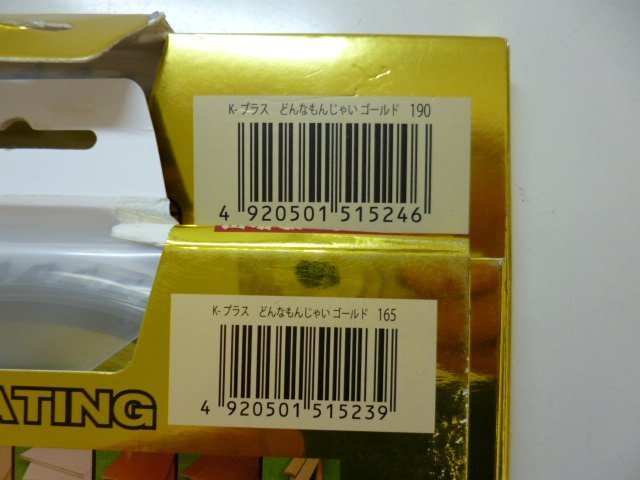 K-プラス どんなもんじゃい ゴールド 190
4 920501 515246
K-プラス どんなもんじゃい ゴールド 165
4 920501 515239
ATING